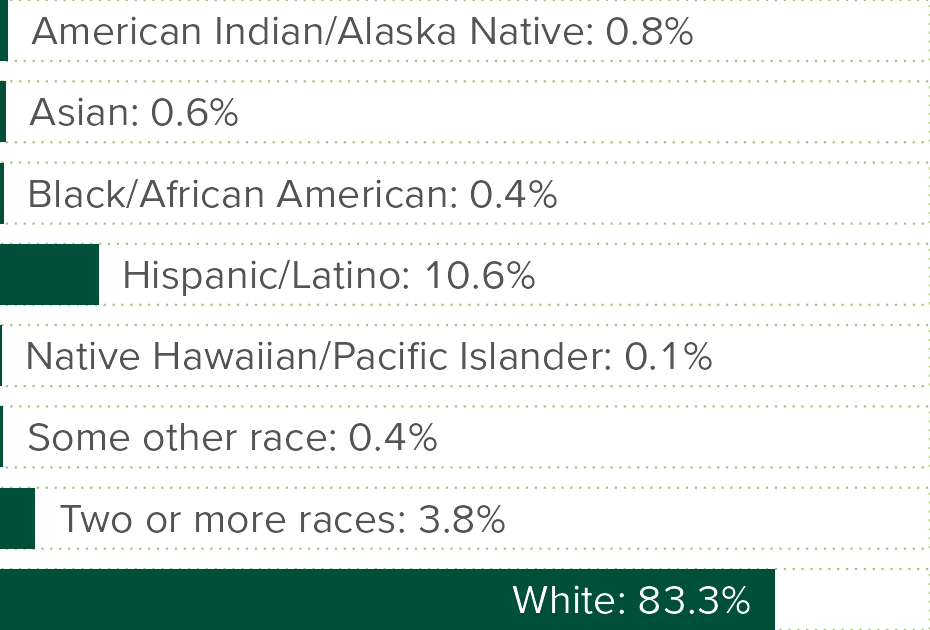 American Indian/Alaska Native: 0.8%
Asian: 0.6%
Black/African American: 0.4%
Hispanic/Latino: 10.6%
Native Hawaiian/Pacific Islander: 0.1%
Some other race: 0.4%
Two or more races: 3.8%
White: 83.3%